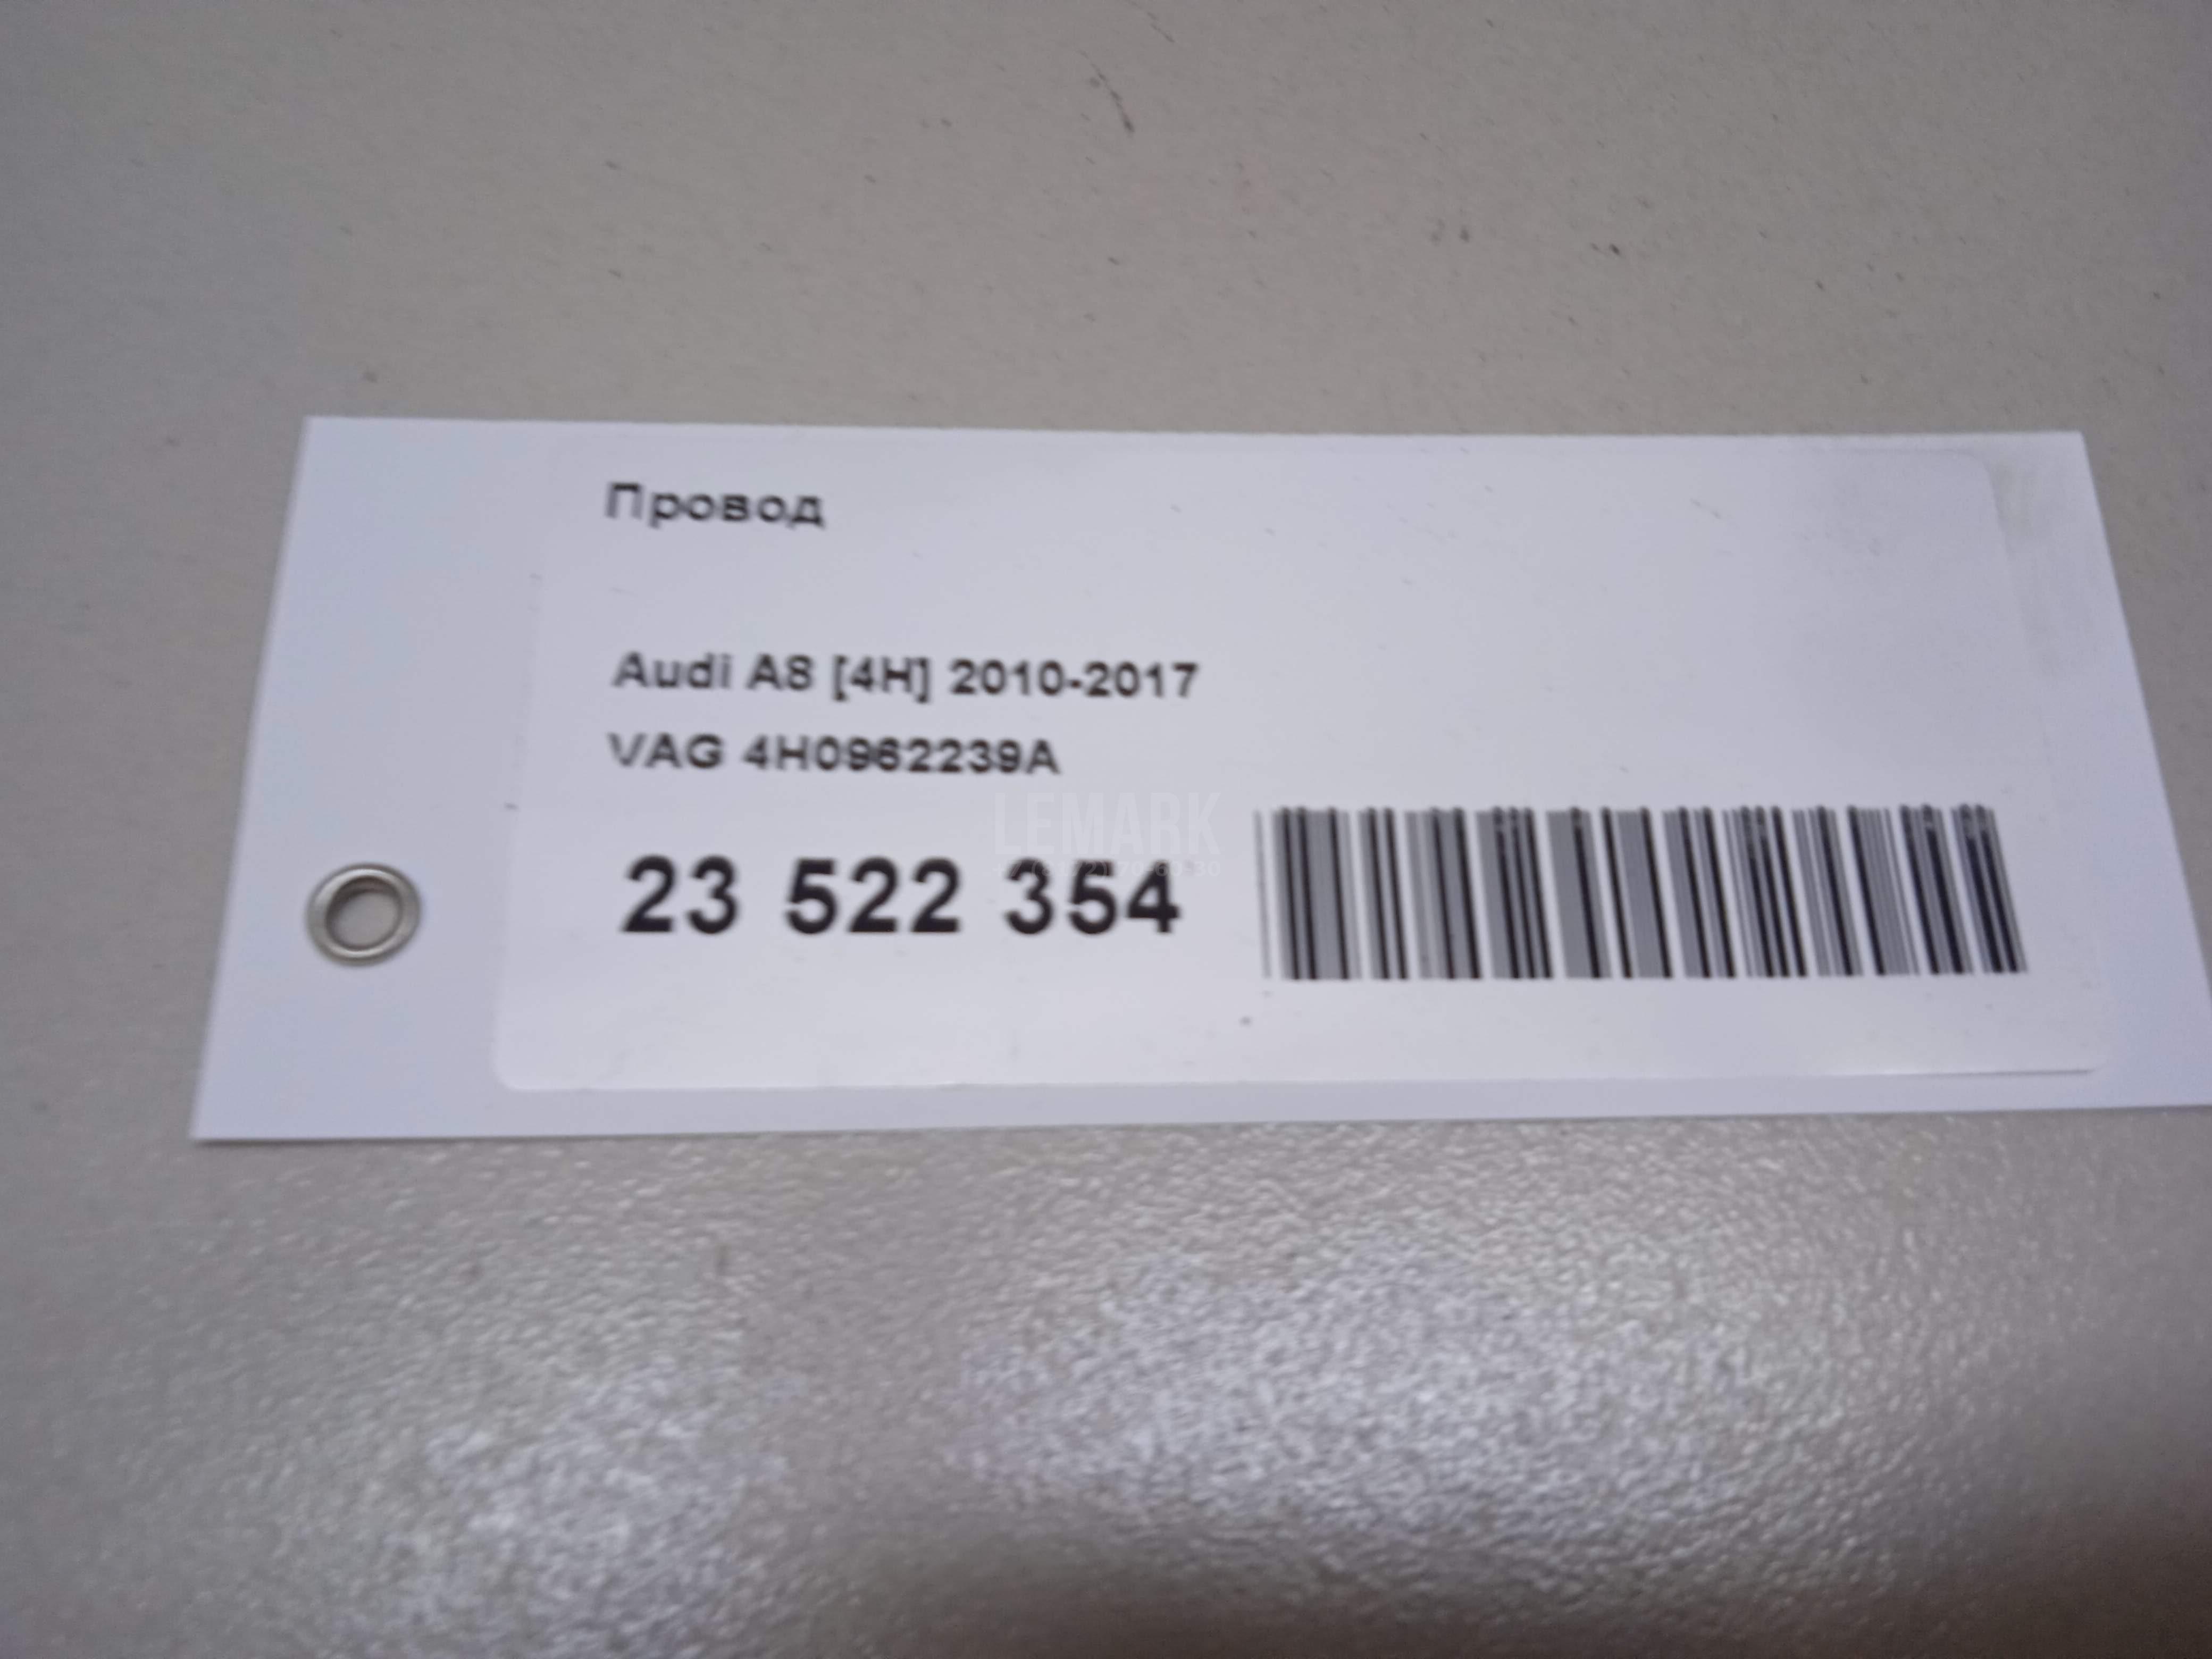 Провод
Audi A8 [4H] 2010-2017
VAG 4H0962239A
LEMARK
23 522 354